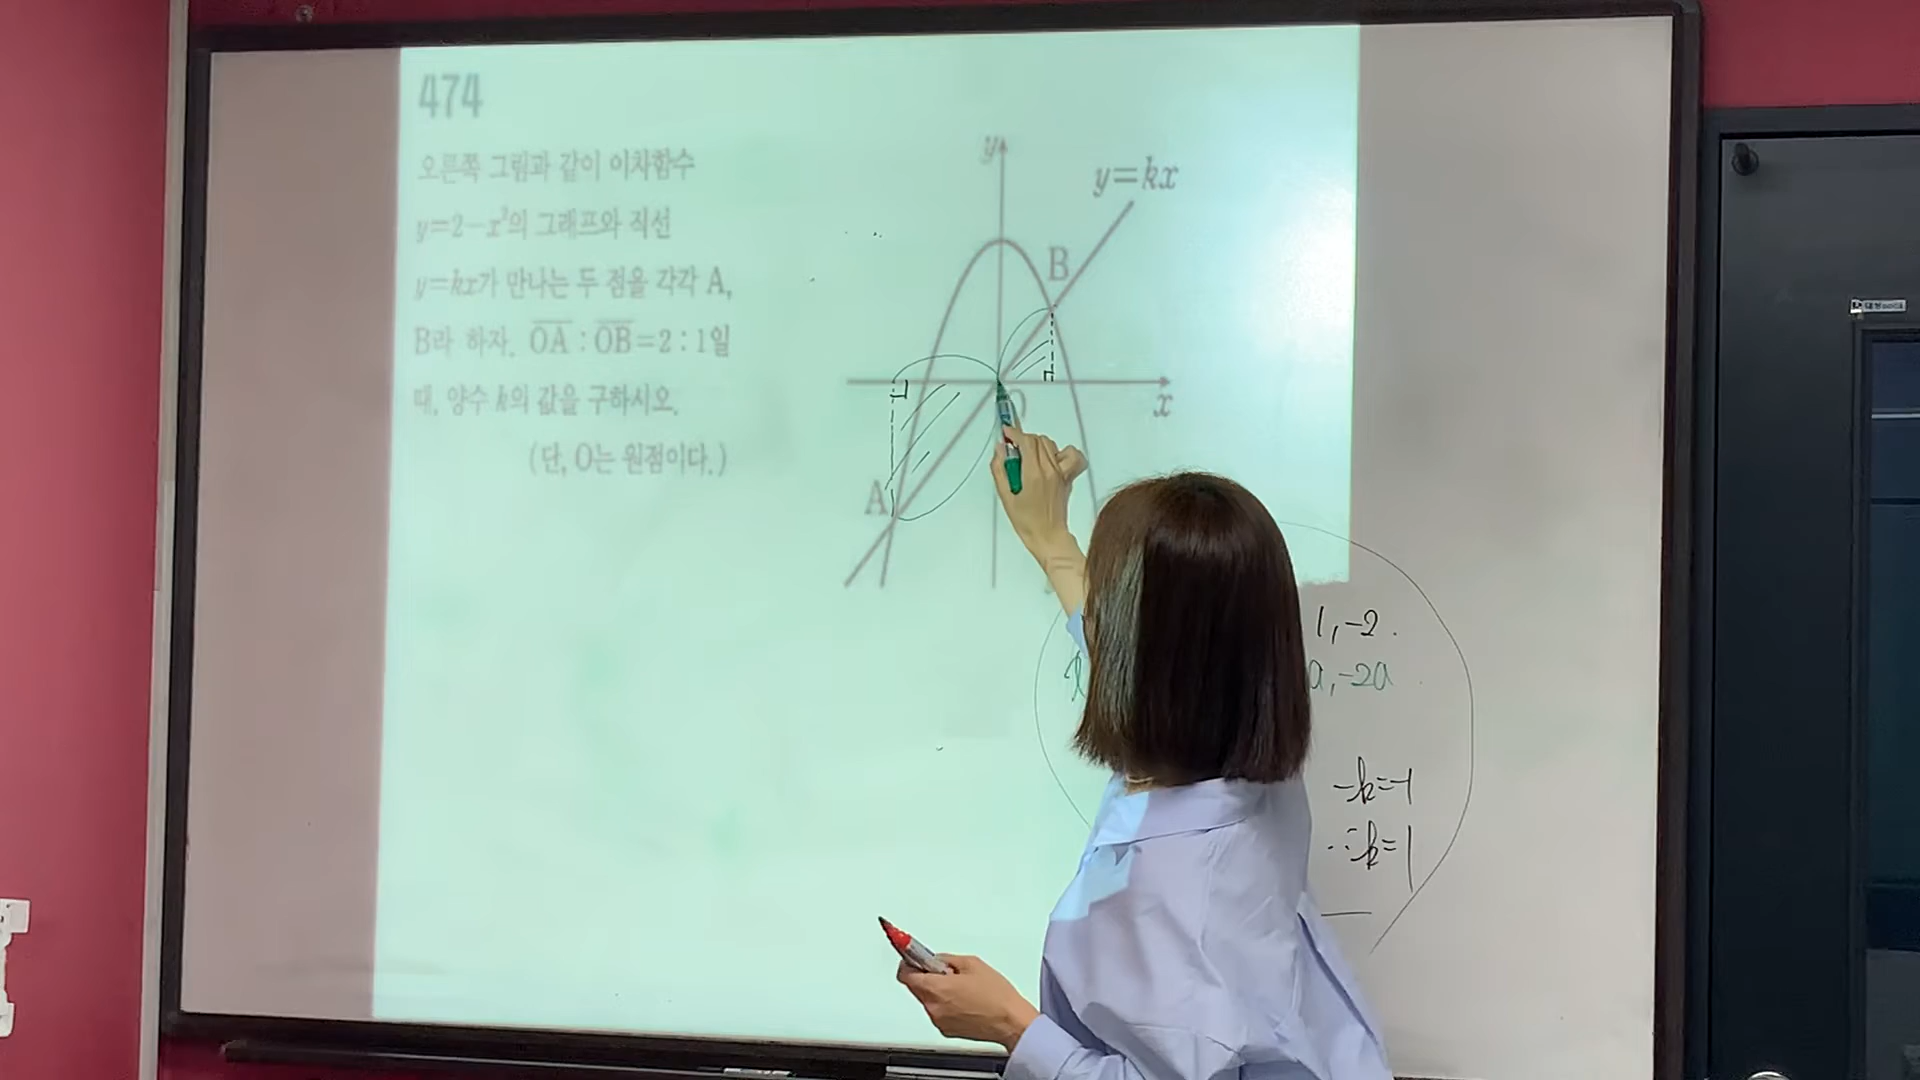 474
오른쪽 그림과 같이 이차함수
y=2-x²의 그래프와 직선
y=kx가 만나는 두 점을 각각 A,
B라 하자. OA : OB=2 : 1일
때, 양수 k의 값을 구하시오.
(단, O는 원점이다.)
y
y=kx
B
x
A
1, -2.
a, -2a
-k=-1
∴k=1